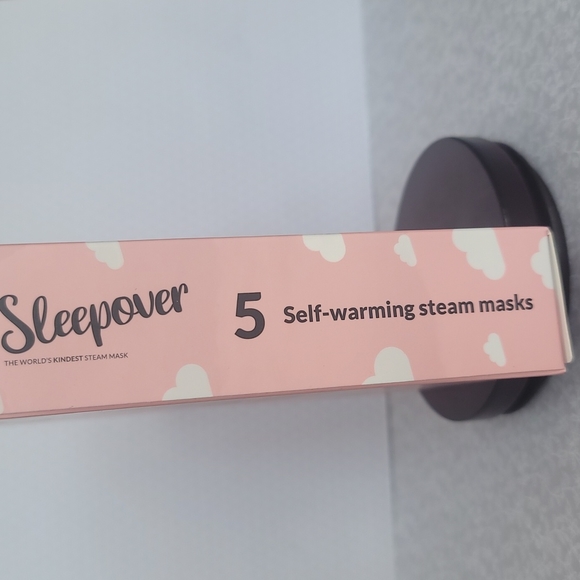 Sleepover
THE WORLD'S KINDEST STEAM MASK
5 Self-warming steam masks